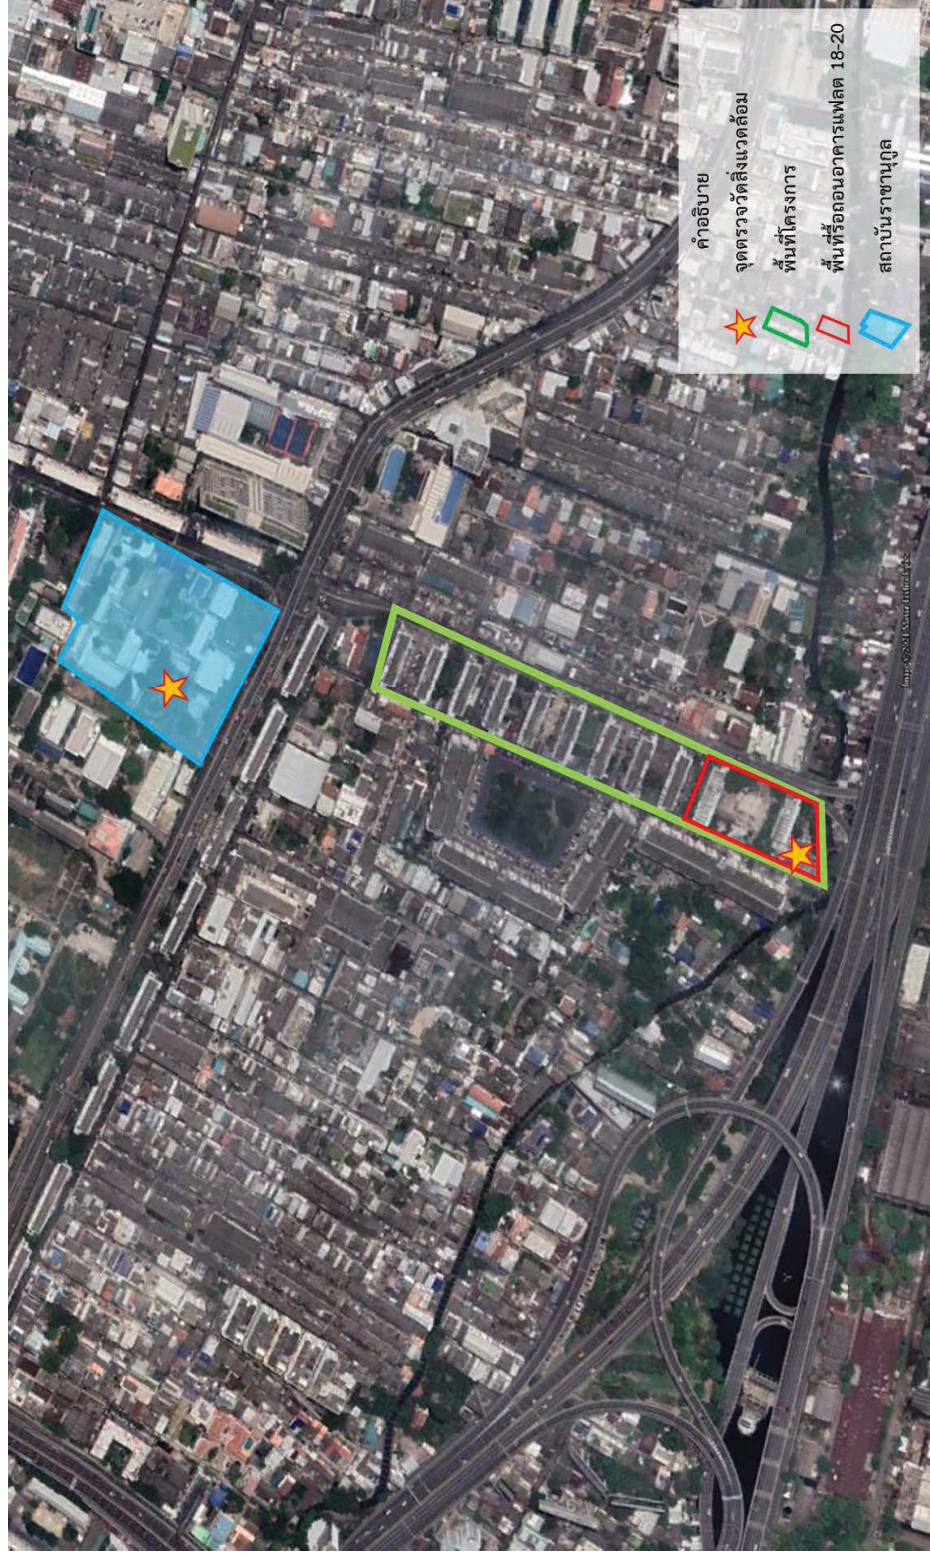 คำอธิบาย
จุดตรวจวัดสิ่งแวดล้อม
พื้นที่โครงการ
พื้นที่รื้อถอนอาคารแฟลต 18-20
สถาบันราชานุกูล